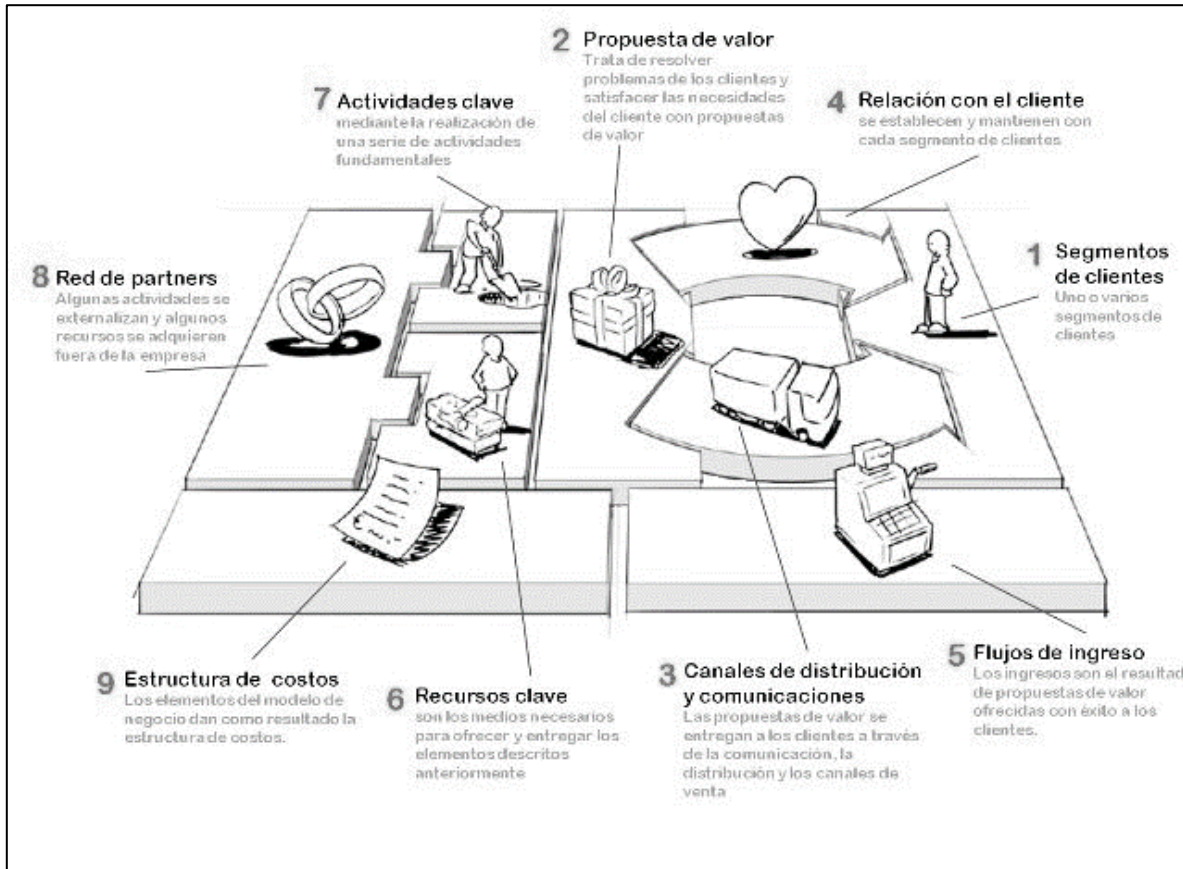 2 Propuesta de valor
Trata de resolver
problemas de los clientes y
satisfacer las necesidades
del cliente con propuestas
de valor
7 Actividades clave
mediante la realización de
una serie de actividades
fundamentales
4 Relación con el cliente
se establecen y mantienen con
cada segmento de clientes
8 Red de partners
Algunas actividades se
externalizan y algunos
recursos se adquieren
fuera de la empresa
1 Segmentos
de clientes
Uno o varios
segmentos de
clientes
9 Estructura de costos
Los elementos del modelo de
negocio dan como resultado la
estructura de costos.
6 Recursos clave
son los medios necesarios
para ofrecer y entregar los
elementos descritos
anteriormente
3 Canales de distribución
y comunicaciones
Las propuestas de valor se
entregan a los clientes a través
de la comunicación, la
distribución y los canales de
venta
5 Flujos de ingreso
Los ingresos son el resultad
de propuestas de valor
ofrecidas con éxito a los
clientes.